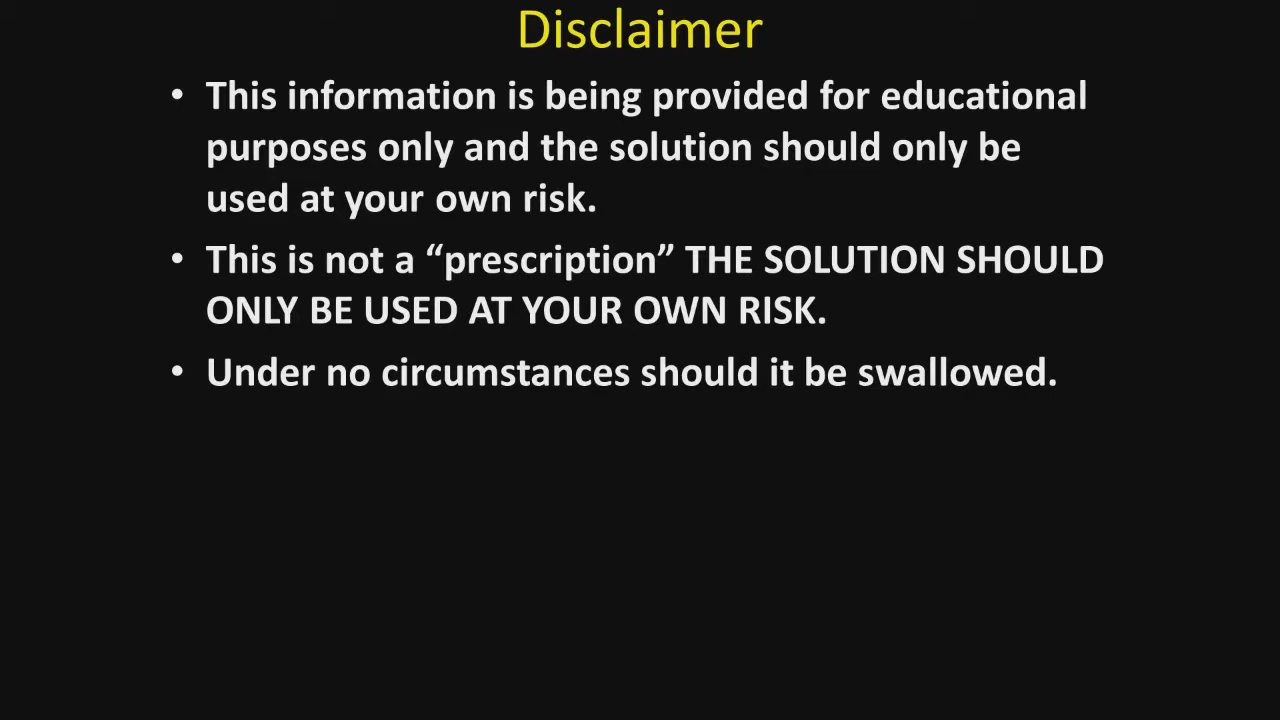 Disclaimer
• This information is being provided for educational
purposes only and the solution should only be
used at your own risk.
• This is not a “prescription” THE SOLUTION SHOULD
ONLY BE USED AT YOUR OWN RISK.
• Under no circumstances should it be swallowed.